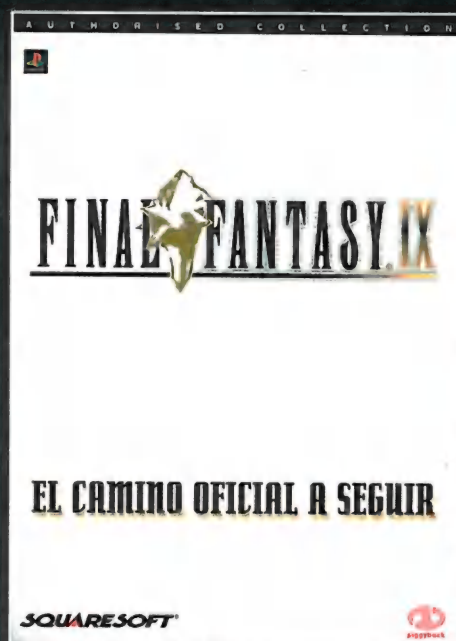 AUTHORISED COLLECTION
FINAL FANTASY® IX
EL CAMINO OFICIAL A SEGUIR
SQUARESOFT®
piggyback